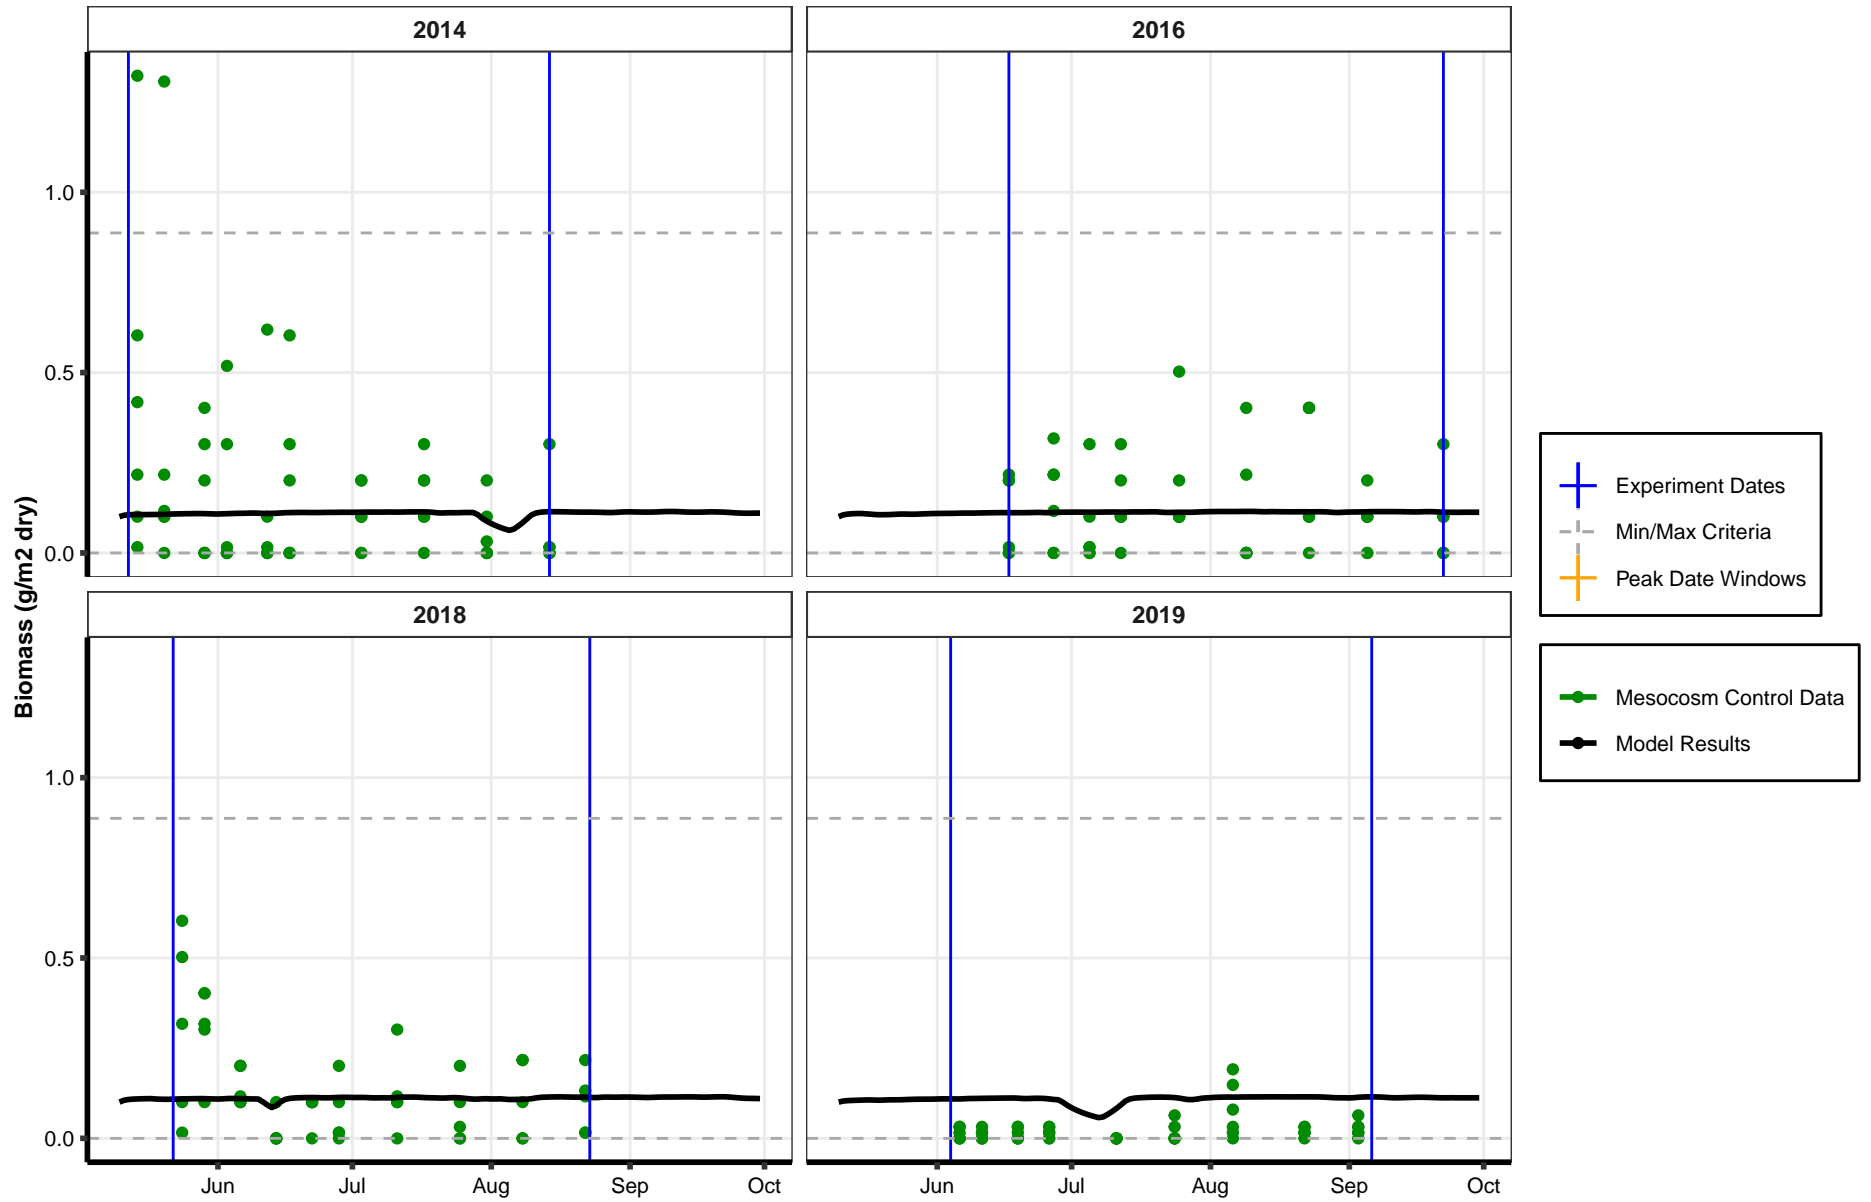 2014
2016
1.0
0.5
0.0
2018
2019
1.0
0.5
0.0
Jun Jul Aug Sep Oct
Jun Jul Aug Sep Oct
Biomass (g/m2 dry)
Experiment Dates
Min/Max Criteria
Peak Date Windows
Mesocosm Control Data
Model Results